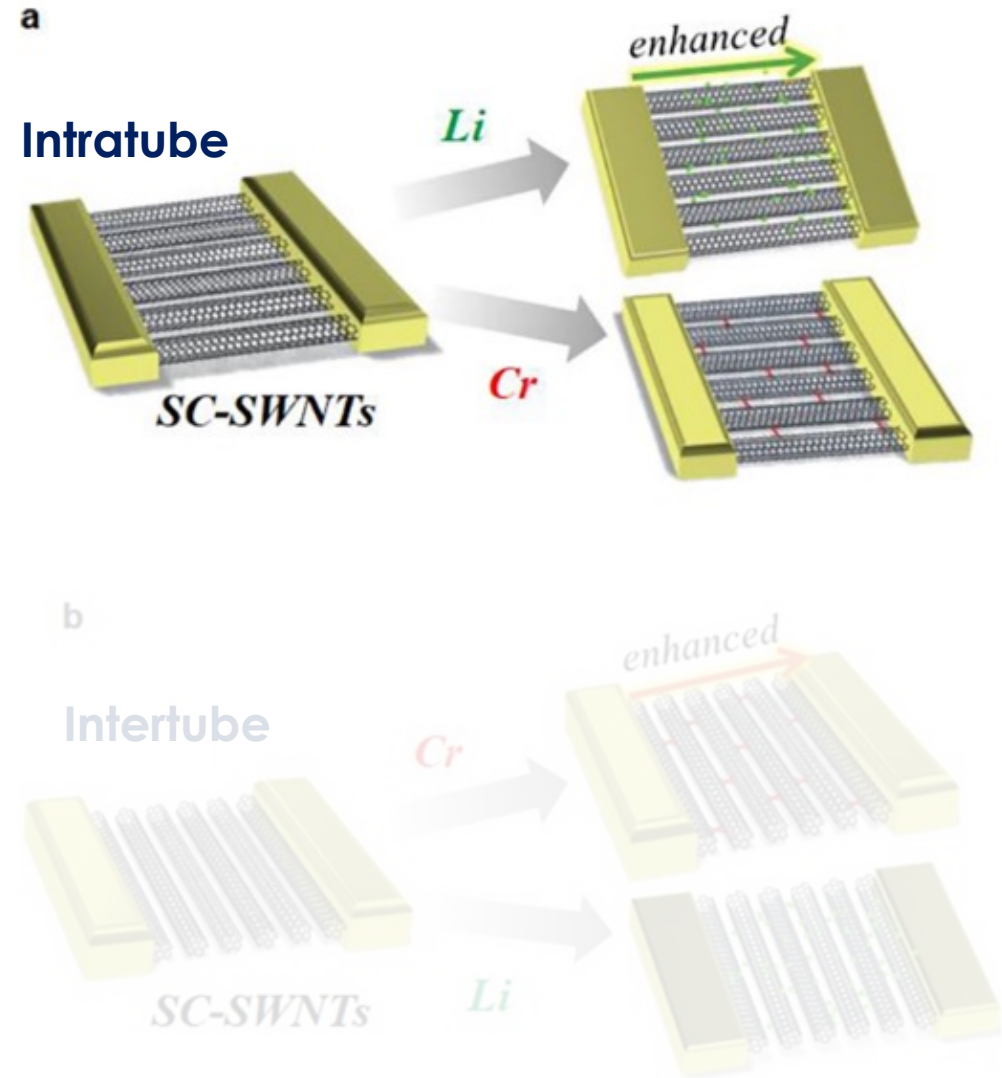 a
enhanced
Li
Intratube
Cr
SC-SWNTs
b
enhanced
Intertube
Cr
SC-SWNTs
Li